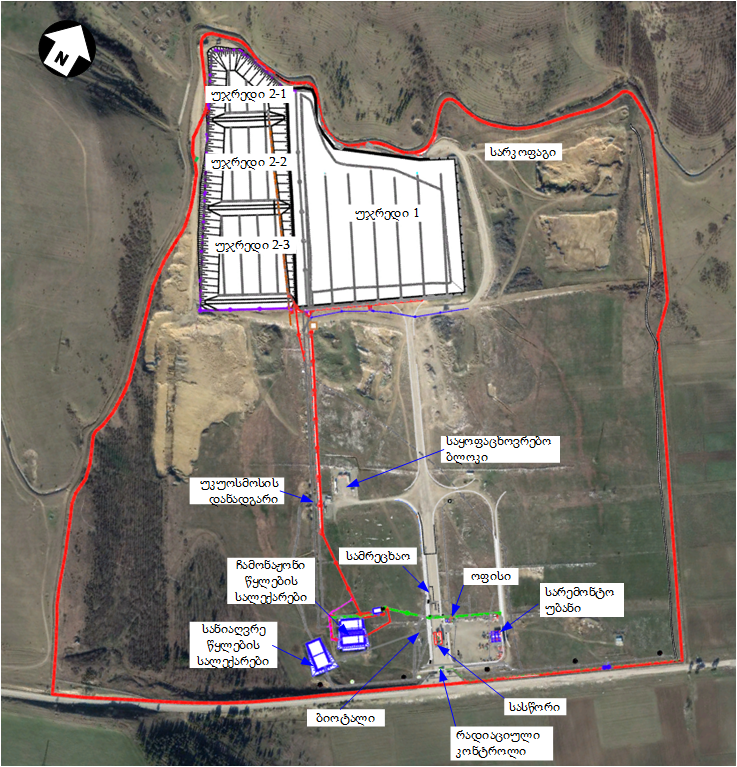 N
უჯრედი 2-1
უჯრედი 2-2
უჯრედი 1
უჯრედი 2-3
სარკოფაგი
საყოფაცხოვრებო
ბლოკი
უკუოსმოსის
დანადგარი
სამრეცხაო
ჩამონაჟონი
წყლების
სალექარები
ოფისი
სარემონტო
უბანი
სანიაღვრე
წყლების
სალექარები
სასწორი
ბიოტალი
რადიაციული
კონტროლი